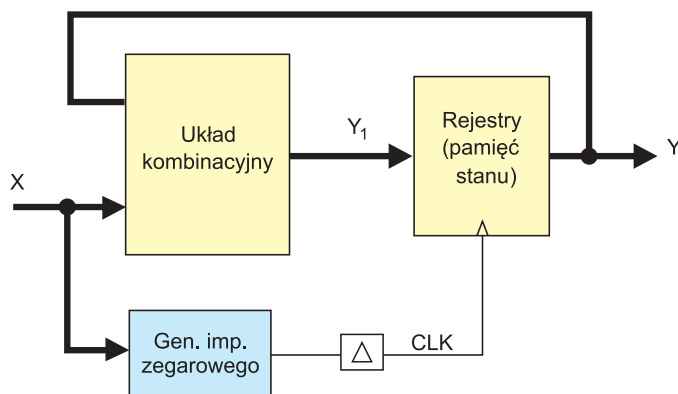 Układ
kombinacyjny
Y1
Rejestry
(pamięć
stanu)
Y
X
Gen. imp.
zegarowego
Δ
CLK